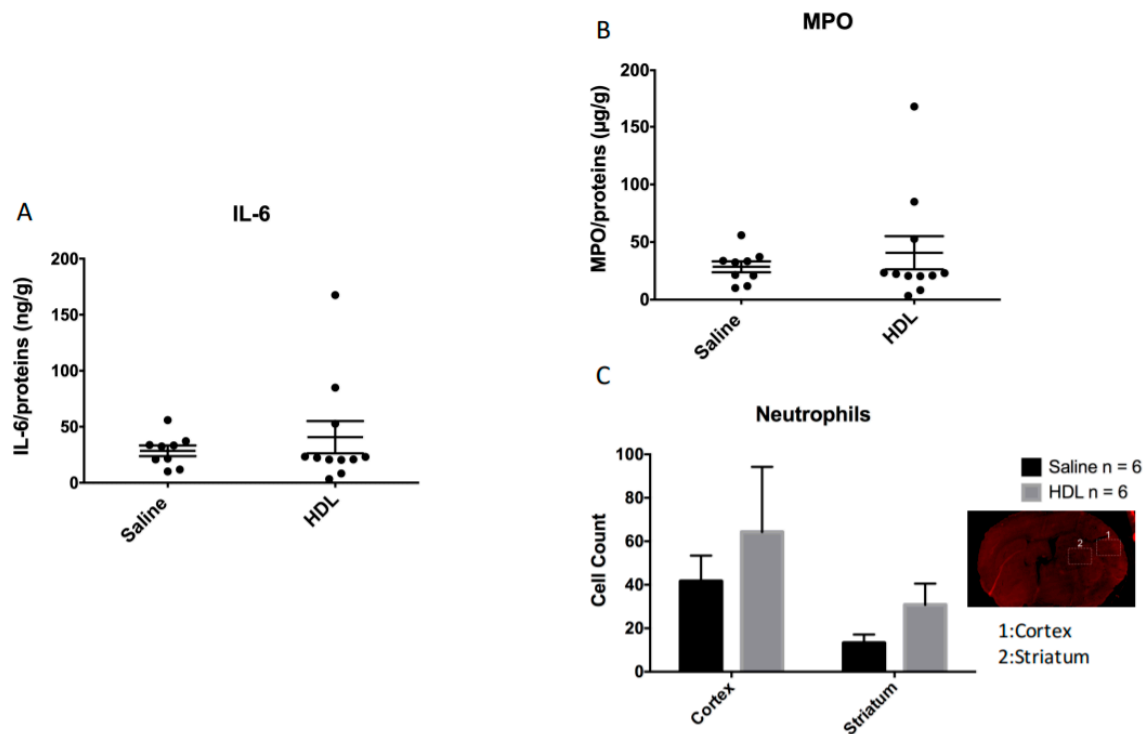 A
IL-6
IL-6/proteins (ng/g)
200
150
100
50
0
Saline
HDL
B
MPO
MPO/proteins (µg/g)
200
150
100
50
0
Saline
HDL
C
Neutrophils
Cell Count
100
80
60
40
20
0
Cortex
Striatum
Saline n = 6
HDL n = 6
1
2
1:Cortex
2:Striatum